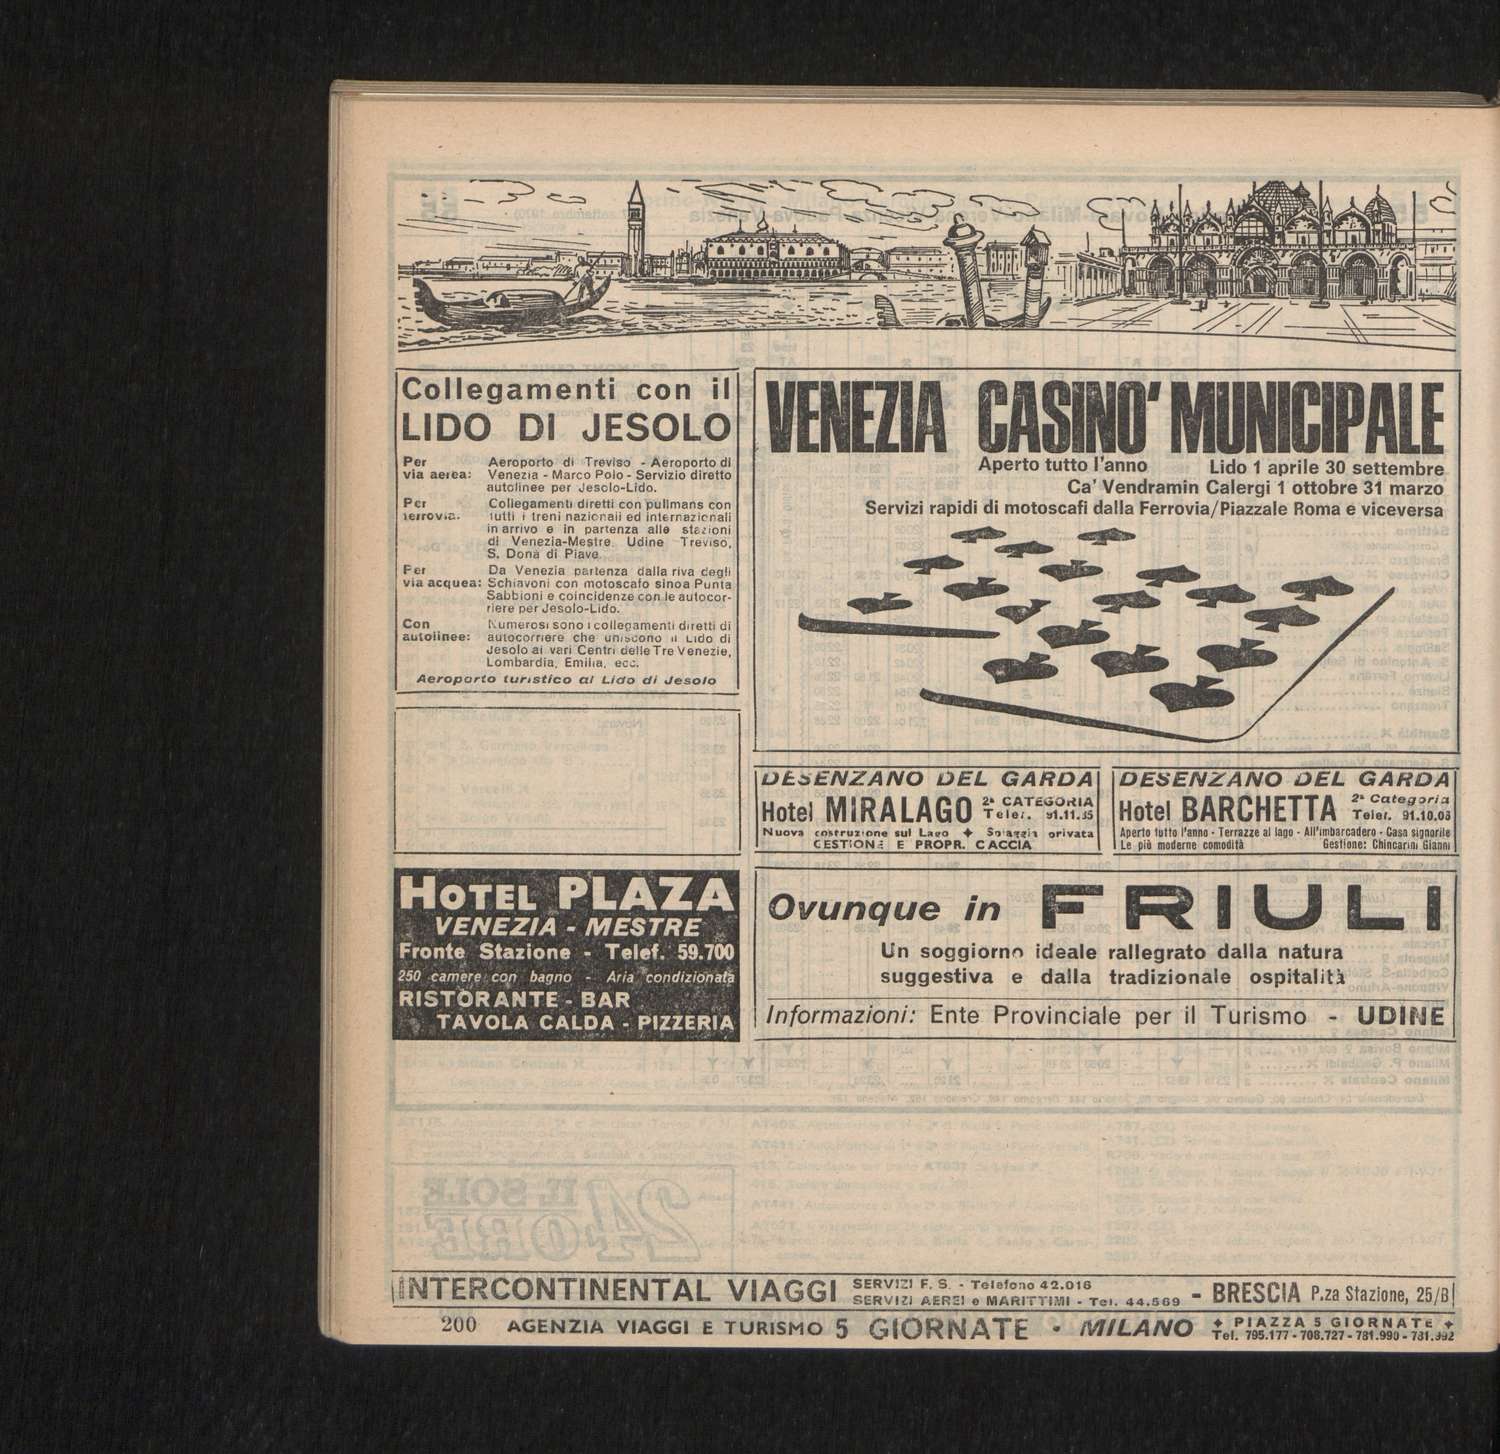 Collegamenti con il
LIDO DI JESOLO
Per via aerea: Aeroporto di Treviso - Aeroporto di
Venezia - Marco Polo - Servizio diretto
autolinee per Jesolo-Lido.
Per ferrovia: Collegamenti diretti con pullmans con
tutti i treni nazionali ed internazionali
in arrivo e in partenza alle stazioni
di Venezia-Mestre, Udine, Treviso,
S. Donà di Piave
Per via acquea: Da Venezia partenza dalla riva degli
Schiavoni con motoscafo sino a Punta
Sabbioni e coincidenze con le autocor-
riere per Jesolo-Lido.
Con autolinee: Numerosi sono i collegamenti diretti di
autocorriere che uniscono il Lido di
Jesolo ai vari Centri delle Tre Venezie,
Lombardia, Emilia, ecc.
Aeroporto turistico al Lido di Jesolo
VENEZIA CASINO' MUNICIPALE
Aperto tutto l'anno Lido 1 aprile 30 settembre
Ca' Vendramin Calergi 1 ottobre 31 marzo
Servizi rapidi di motoscafi dalla Ferrovia/Piazzale Roma e viceversa
DESENZANO DEL GARDA
Hotel MIRALAGO 2ª CATEGORIA
Telef. 91.11.85
Nuova costruzione sul Lago ✦ Spiaggia privata
GESTIONE E PROPR. CACCIA
DESENZANO DEL GARDA
Hotel BARCHETTA 2ª Categoria
Telef. 91.10.06
Aperto tutto l'anno - Terrazze al lago - All'imbarcadero - Casa signorile
Le più moderne comodità Gestione: Chincarini Gianni
HOTEL PLAZA
VENEZIA - MESTRE
Fronte Stazione - Telef. 59.700
250 camere con bagno - Aria condizionata
RISTORANTE - BAR
TAVOLA CALDA - PIZZERIA
Ovunque in FRIULI
Un soggiorno ideale rallegrato dalla natura
suggestiva e dalla tradizionale ospitalità
Informazioni: Ente Provinciale per il Turismo - UDINE
INTERCONTINENTAL VIAGGI SERVIZI F. S. - Telefono 42.016
SERVIZI AEREI e MARITTIMI - Tel. 44.569 - BRESCIA P.za Stazione, 25/B
200 AGENZIA VIAGGI E TURISMO 5 GIORNATE • MILANO ✦ PIAZZA 5 GIORNATE ✦
Tel. 795.177 - 708.727 - 781.990 - 781.992